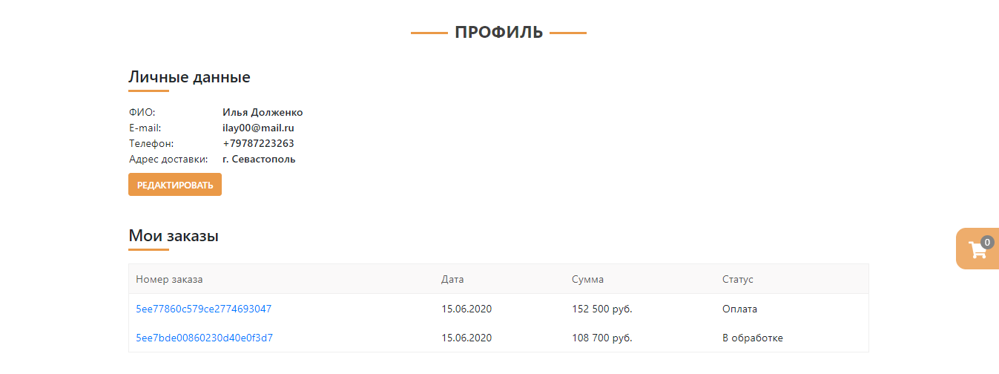 ПРОФИЛЬ
Личные данные
ФИО: Илья Долженко
E-mail: ilay00@mail.ru
Телефон: +79787223263
Адрес доставки: г. Севастополь
РЕДАКТИРОВАТЬ
Мои заказы
0
Номер заказа Дата Сумма Статус
5ee77860c579ce2774693047 15.06.2020 152 500 руб. Оплата
5ee7bde00860230d40e0f3d7 15.06.2020 108 700 руб. В обработке